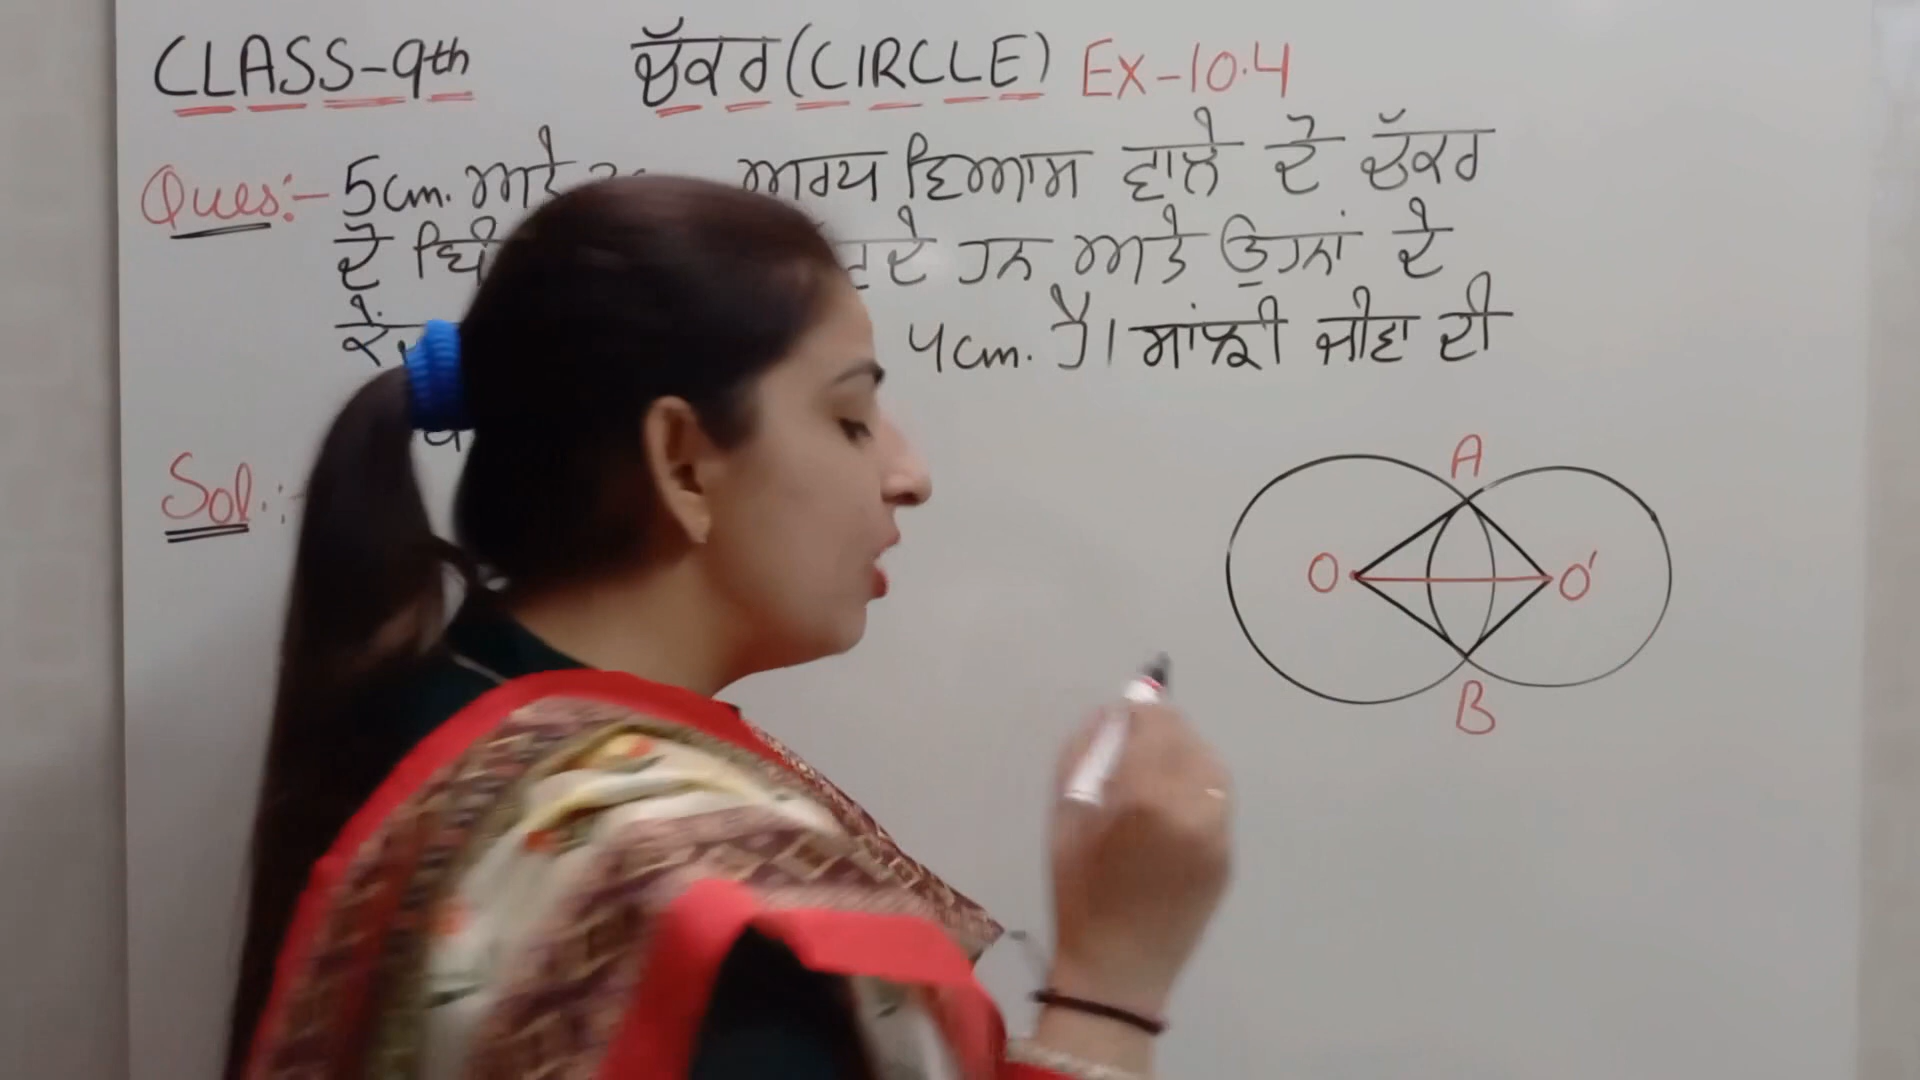 CLASS-9th ਚੱਕਰ (CIRCLE) EX-10.4
Ques:- 5cm. ਅਤੇ ਅਰਧ ਵਿਆਸ ਵਾਲੇ ਦੋ ਚੱਕਰ
ਦੋ ਹਨ ਅਤੇ ਉਹਨਾਂ ਦੇ
4cm. ਹੈ। ਸਾਂਝੀ ਜੀਵਾ ਦੀ
Sol.:-
A
O O'
B